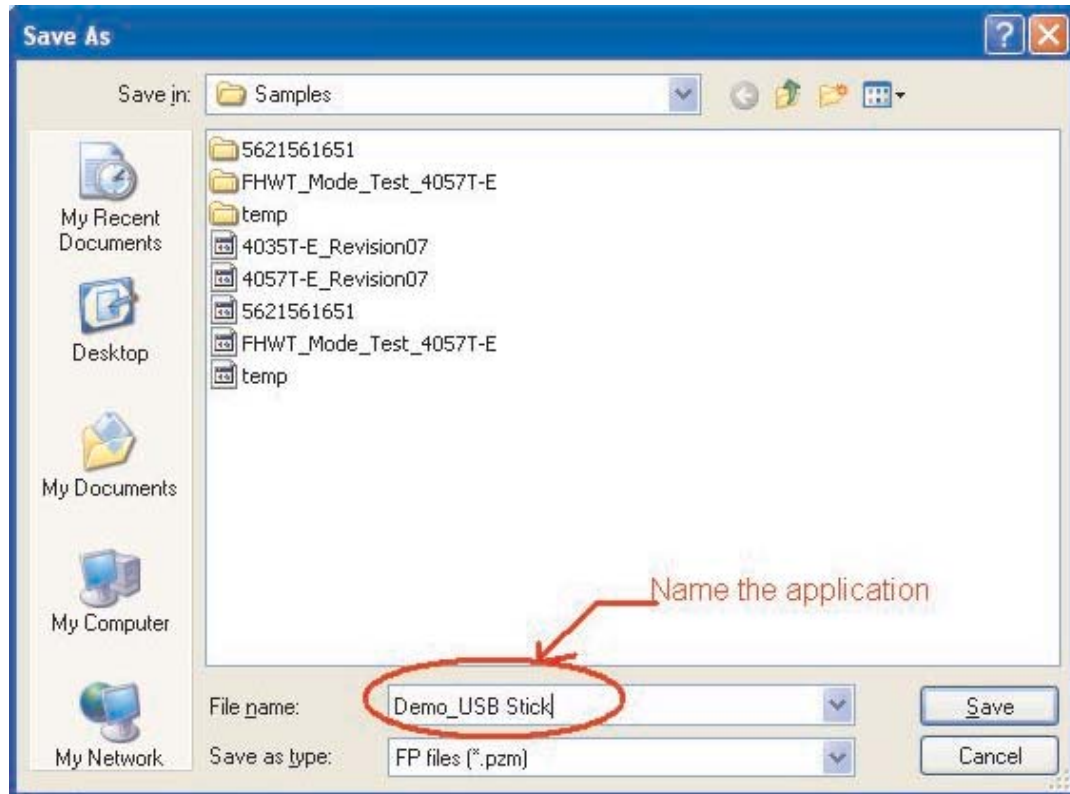 Save As
Save in:
Samples
My Recent
Documents
Desktop
My Documents
My Computer
My Network
5621561651
FHWT_Mode_Test_4057T-E
temp
4035T-E_Revision07
4057T-E_Revision07
5621561651
FHWT_Mode_Test_4057T-E
temp
Name the application
File name:
Demo_USB Stick
Save
Save as type:
FP files (*.pzm)
Cancel